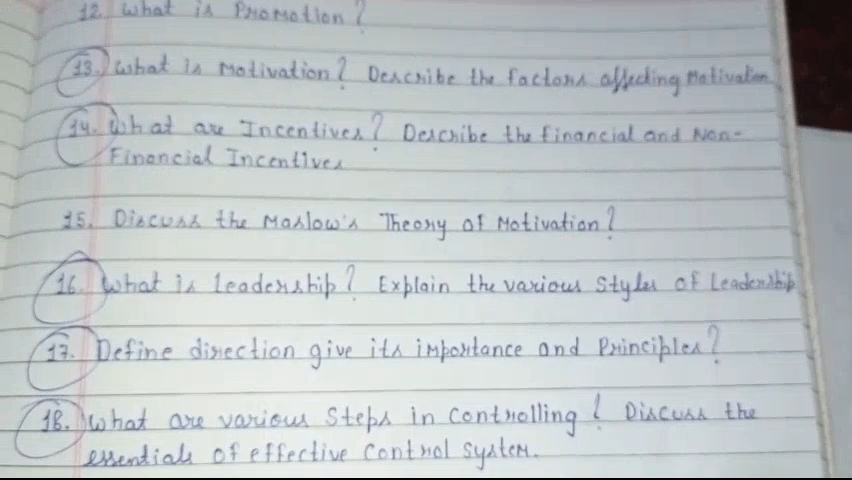 12. What is Promotion?
13. What is Motivation? Describe the Factors affecting Motivation
14. What are Incentives? Describe the Financial and Non-
Financial Incentives
15. Discuss the Maslow's Theory of Motivation?
16. What is Leadership? Explain the various Styles of Leadership
17. Define direction give its importance and Principles?
18. What are various Steps in Controlling! Discuss the
essentials of effective Control System.